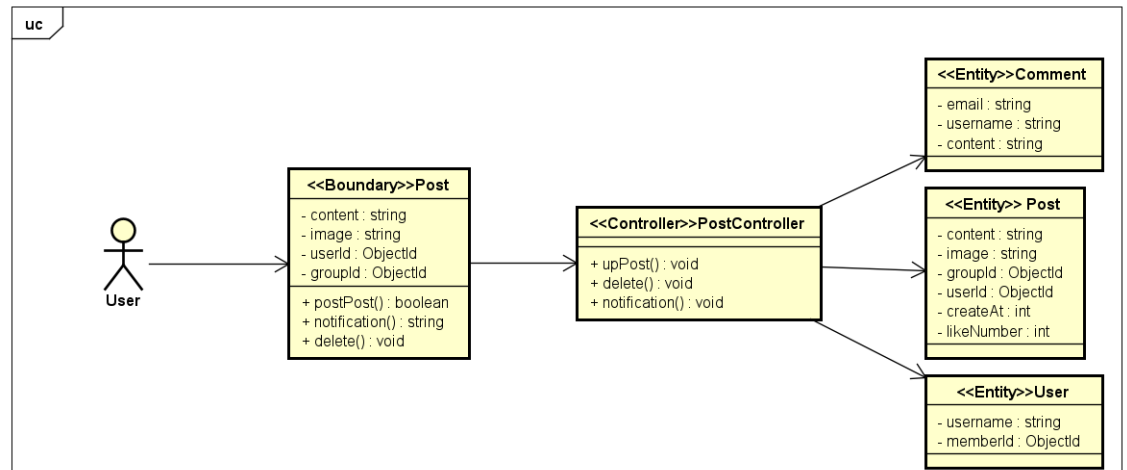 uc
User
<<Boundary>>Post
- content : string
- image : string
- userId : ObjectId
- groupId : ObjectId
+ postPost() : boolean
+ notification() : string
+ delete() : void
<<Controller>>PostController
+ upPost() : void
+ delete() : void
+ notification() : void
<<Entity>>Comment
- email : string
- username : string
- content : string
<<Entity>> Post
- content : string
- image : string
- groupId : ObjectId
- userId : ObjectId
- createAt : int
- likeNumber : int
<<Entity>>User
- username : string
- memberId : ObjectId